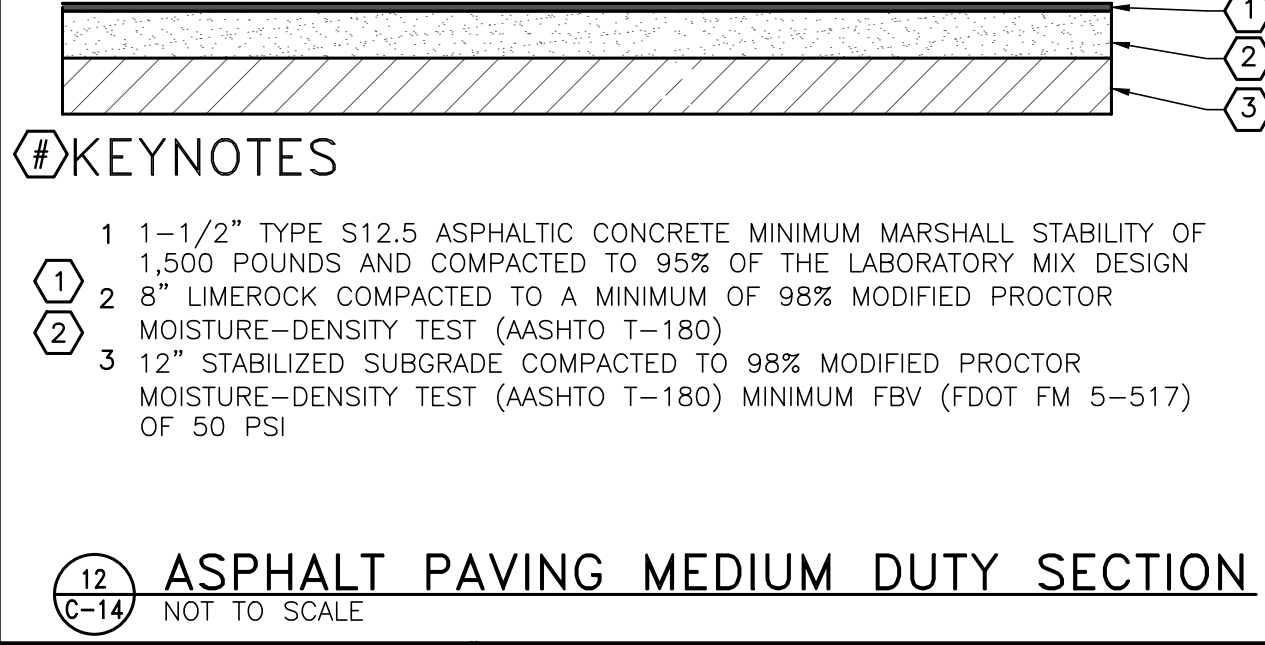 1
2
3
# KEYNOTES
1 1-1/2" TYPE S12.5 ASPHALTIC CONCRETE MINIMUM MARSHALL STABILITY OF
1,500 POUNDS AND COMPACTED TO 95% OF THE LABORATORY MIX DESIGN
1
2 8" LIMEROCK COMPACTED TO A MINIMUM OF 98% MODIFIED PROCTOR
2
MOISTURE-DENSITY TEST (AASHTO T-180)
3 12" STABILIZED SUBGRADE COMPACTED TO 98% MODIFIED PROCTOR
MOISTURE-DENSITY TEST (AASHTO T-180) MINIMUM FBV (FDOT FM 5-517)
OF 50 PSI
12
C-14
ASPHALT PAVING MEDIUM DUTY SECTION
NOT TO SCALE